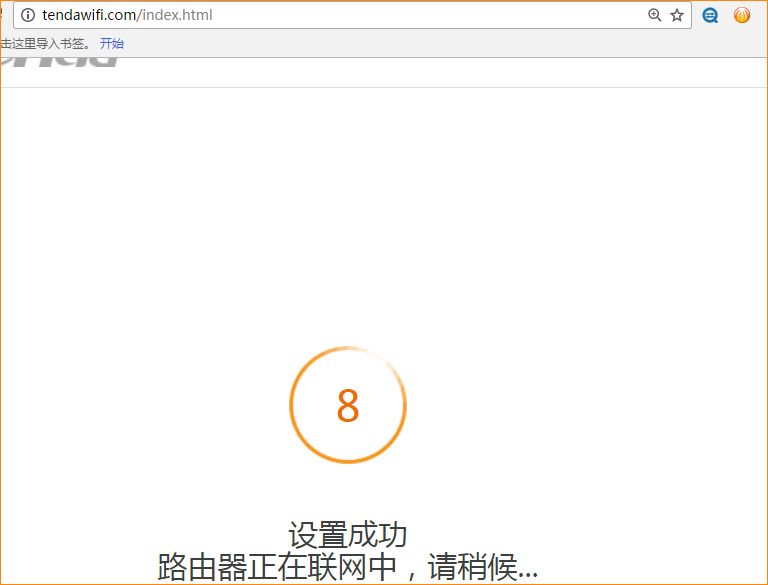 tendawifi.com/index.html
击这里导入书签。 开始
8
设置成功
路由器正在联网中，请稍候...